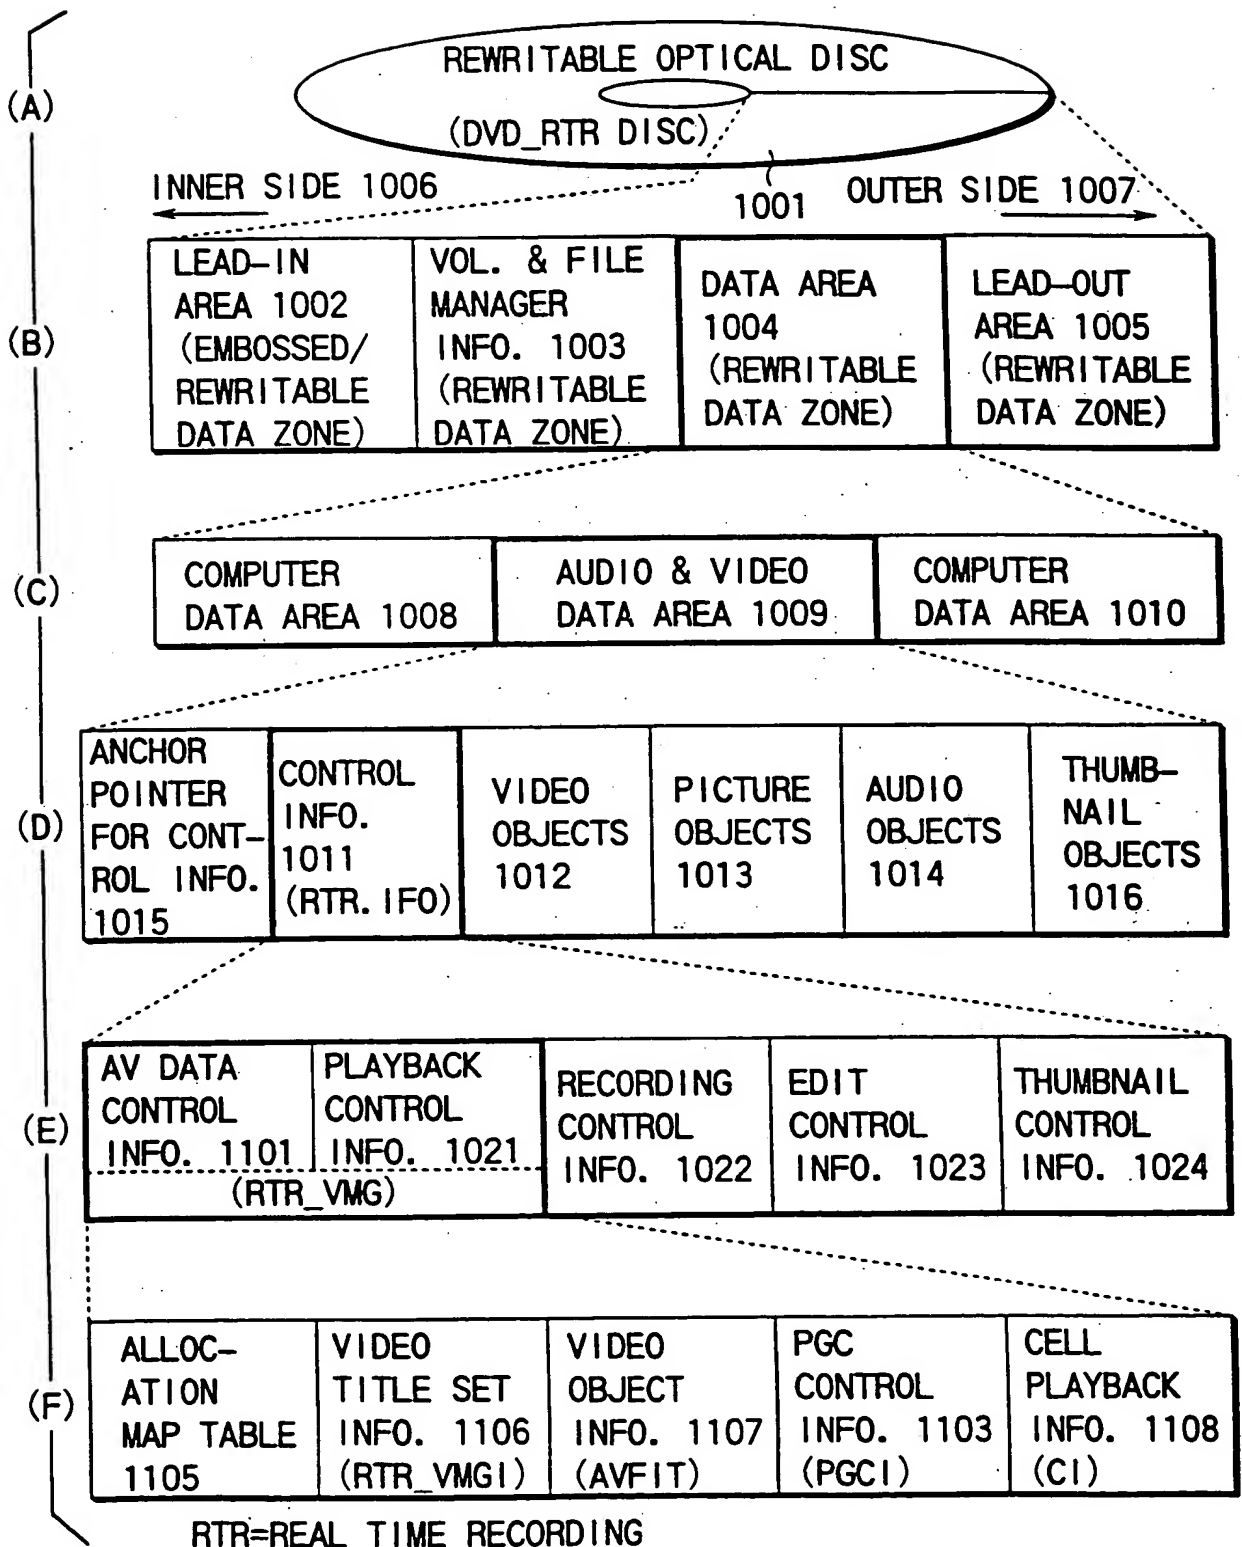 REWRITABLE OPTICAL DISC
(A)
(DVD_RTR DISC)
INNER SIDE 1006
1001
OUTER SIDE 1007
(B)
LEAD-IN
AREA 1002
(EMBOSSED/
REWRITABLE
DATA ZONE)
VOL. & FILE
MANAGER
INFO. 1003
(REWRITABLE
DATA ZONE)
DATA AREA
1004
(REWRITABLE
DATA ZONE)
LEAD-OUT
AREA 1005
(REWRITABLE
DATA ZONE)
(C)
COMPUTER
DATA AREA 1008
AUDIO & VIDEO
DATA AREA 1009
COMPUTER
DATA AREA 1010
(D)
ANCHOR
POINTER
FOR CONT-
ROL INFO.
1015
CONTROL
INFO.
1011
(RTR.IFO)
VIDEO
OBJECTS
1012
PICTURE
OBJECTS
1013
AUDIO
OBJECTS
1014
THUMB-
NAIL
OBJECTS
1016
(E)
AV DATA
CONTROL
INFO. 1101
PLAYBACK
CONTROL
INFO. 1021
(RTR_VMG)
RECORDING
CONTROL
INFO. 1022
EDIT
CONTROL
INFO. 1023
THUMBNAIL
CONTROL
INFO. 1024
(F)
ALLOC-
ATION
MAP TABLE
1105
VIDEO
TITLE SET
INFO. 1106
(RTR_VMGI)
VIDEO
OBJECT
INFO. 1107
(AVFIT)
PGC
CONTROL
INFO. 1103
(PGCI)
CELL
PLAYBACK
INFO. 1108
(CI)
RTR=REAL TIME RECORDING